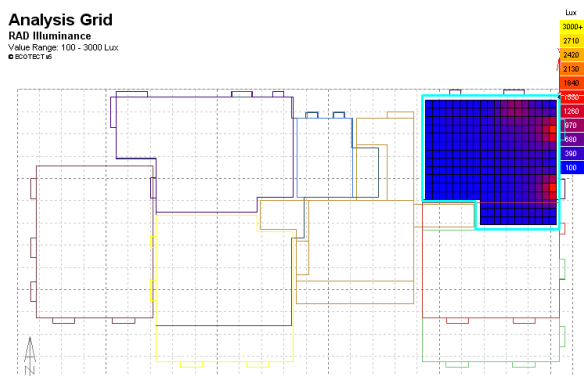 Analysis Grid
RAD Illuminance
Value Range: 100 - 3000 Lux
© ECOTECT v5
Lux
3000+
2710
2420
2130
1840
1550
1260
970
680
390
100
N